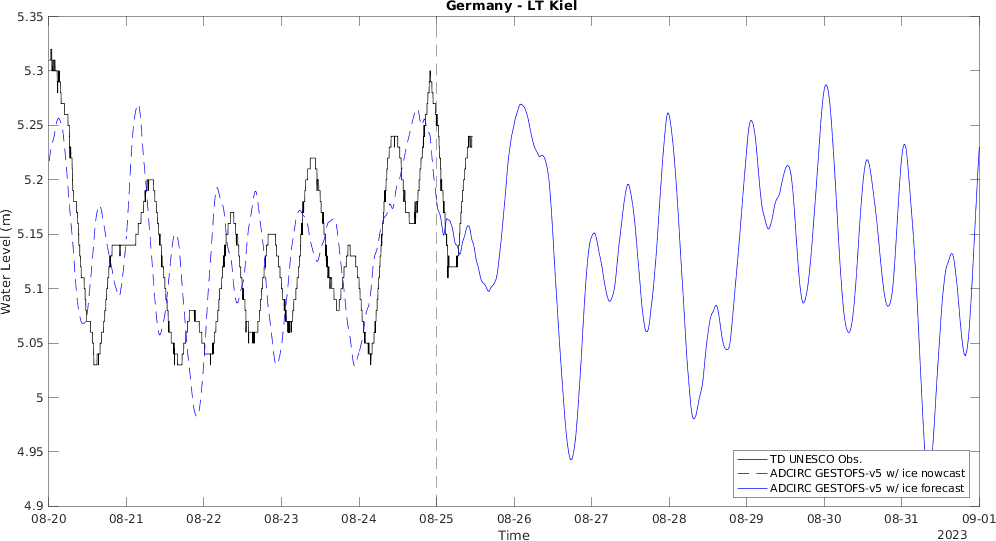 Germany - LT Kiel
5.35
5.3
5.25
5.2
5.15
5.1
5.05
5
4.95
4.9
Water Level (m)
TD UNESCO Obs.
ADCIRC GESTOFS-v5 w/ ice nowcast
ADCIRC GESTOFS-v5 w/ ice forecast
08-20 08-21 08-22 08-23 08-24 08-25 08-26 08-27 08-28 08-29 08-30 08-31 09-01
Time
2023